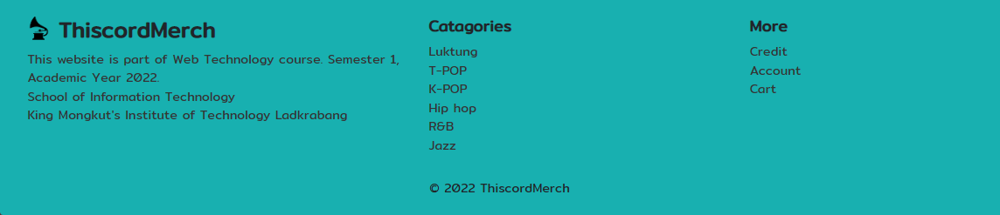 ThiscordMerch
This website is part of Web Technology course. Semester 1,
Academic Year 2022.
School of Information Technology
King Mongkut's Institute of Technology Ladkrabang
Catagories
Luktung
T-POP
K-POP
Hip hop
R&B
Jazz
More
Credit
Account
Cart
© 2022 ThiscordMerch